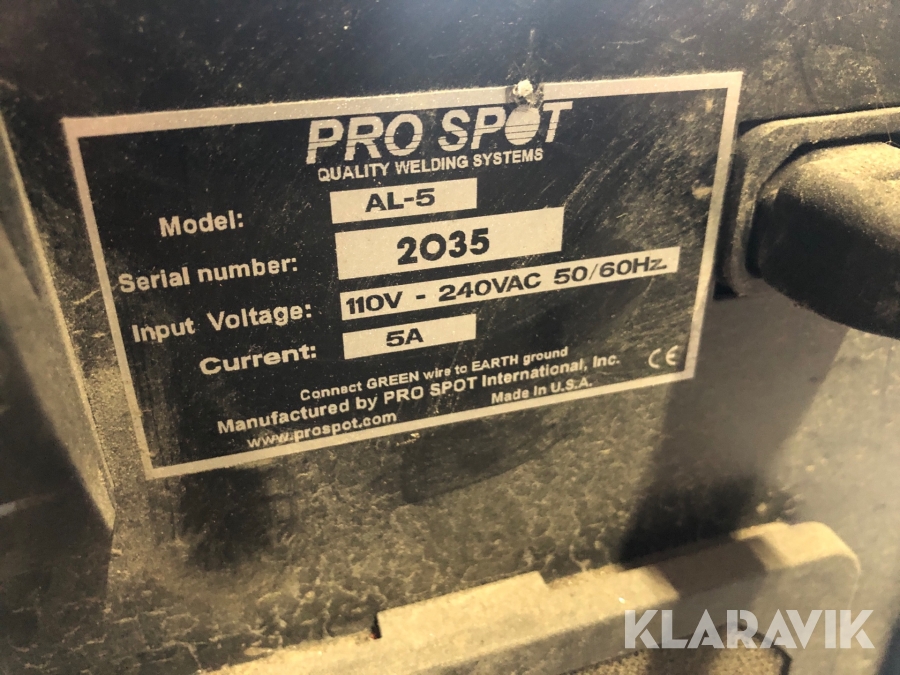 PRO SPOT
QUALITY WELDING SYSTEMS
Model: AL-5
Serial number: 2035
Input Voltage: 110V - 240VAC 50/60Hz.
Current: 5A
Connect GREEN wire to EARTH ground
Manufactured by PRO SPOT International, Inc.
www.prospot.com Made In U.S.A.
CE
KLARAVIK